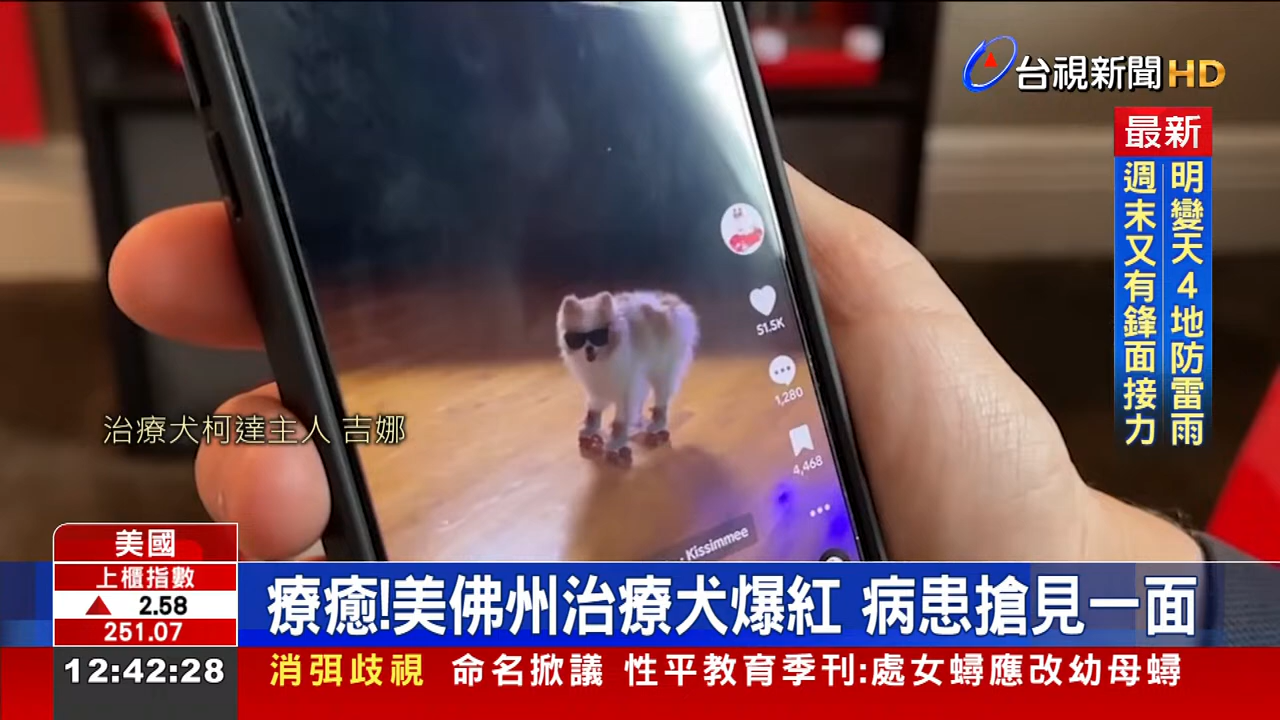 台視新聞HD
最新
明變天4地防雷雨
週末又有鋒面接力
51.5K
1,280
4,468
Kissimmee
治療犬柯達主人 吉娜
美國
上櫃指數
▲ 2.58
251.07
療癒!美佛州治療犬爆紅 病患搶見一面
12:42:28
消弭歧視 命名掀議 性平教育季刊:處女蟳應改幼母蟳